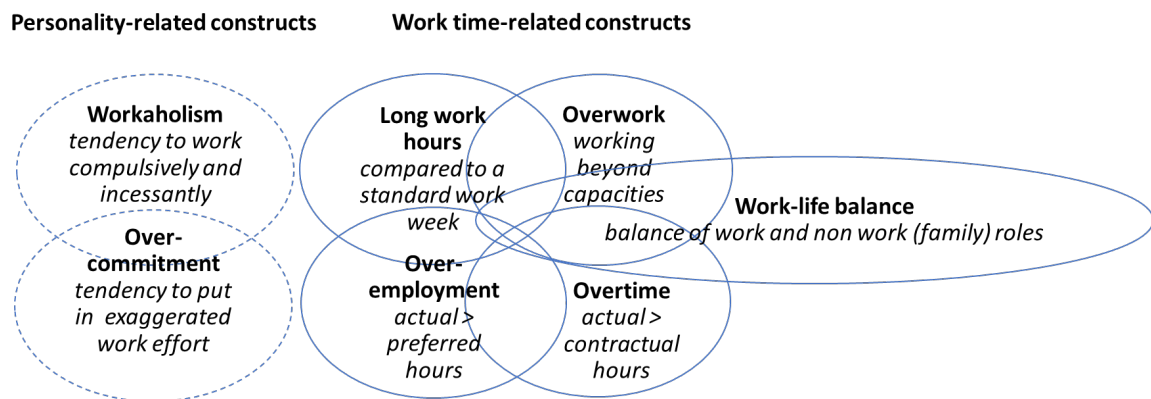 Personality-related constructs
Work time-related constructs
Workaholism
tendency to work
compulsively and
incessantly
Long work
hours
compared to a
standard work
week
Overwork
working
beyond
capacities
Work-life balance
balance of work and non work (family) roles
Over-
commitment
tendency to put
in exaggerated
work effort
Over-
employment
actual >
preferred
hours
Overtime
actual >
contractual
hours